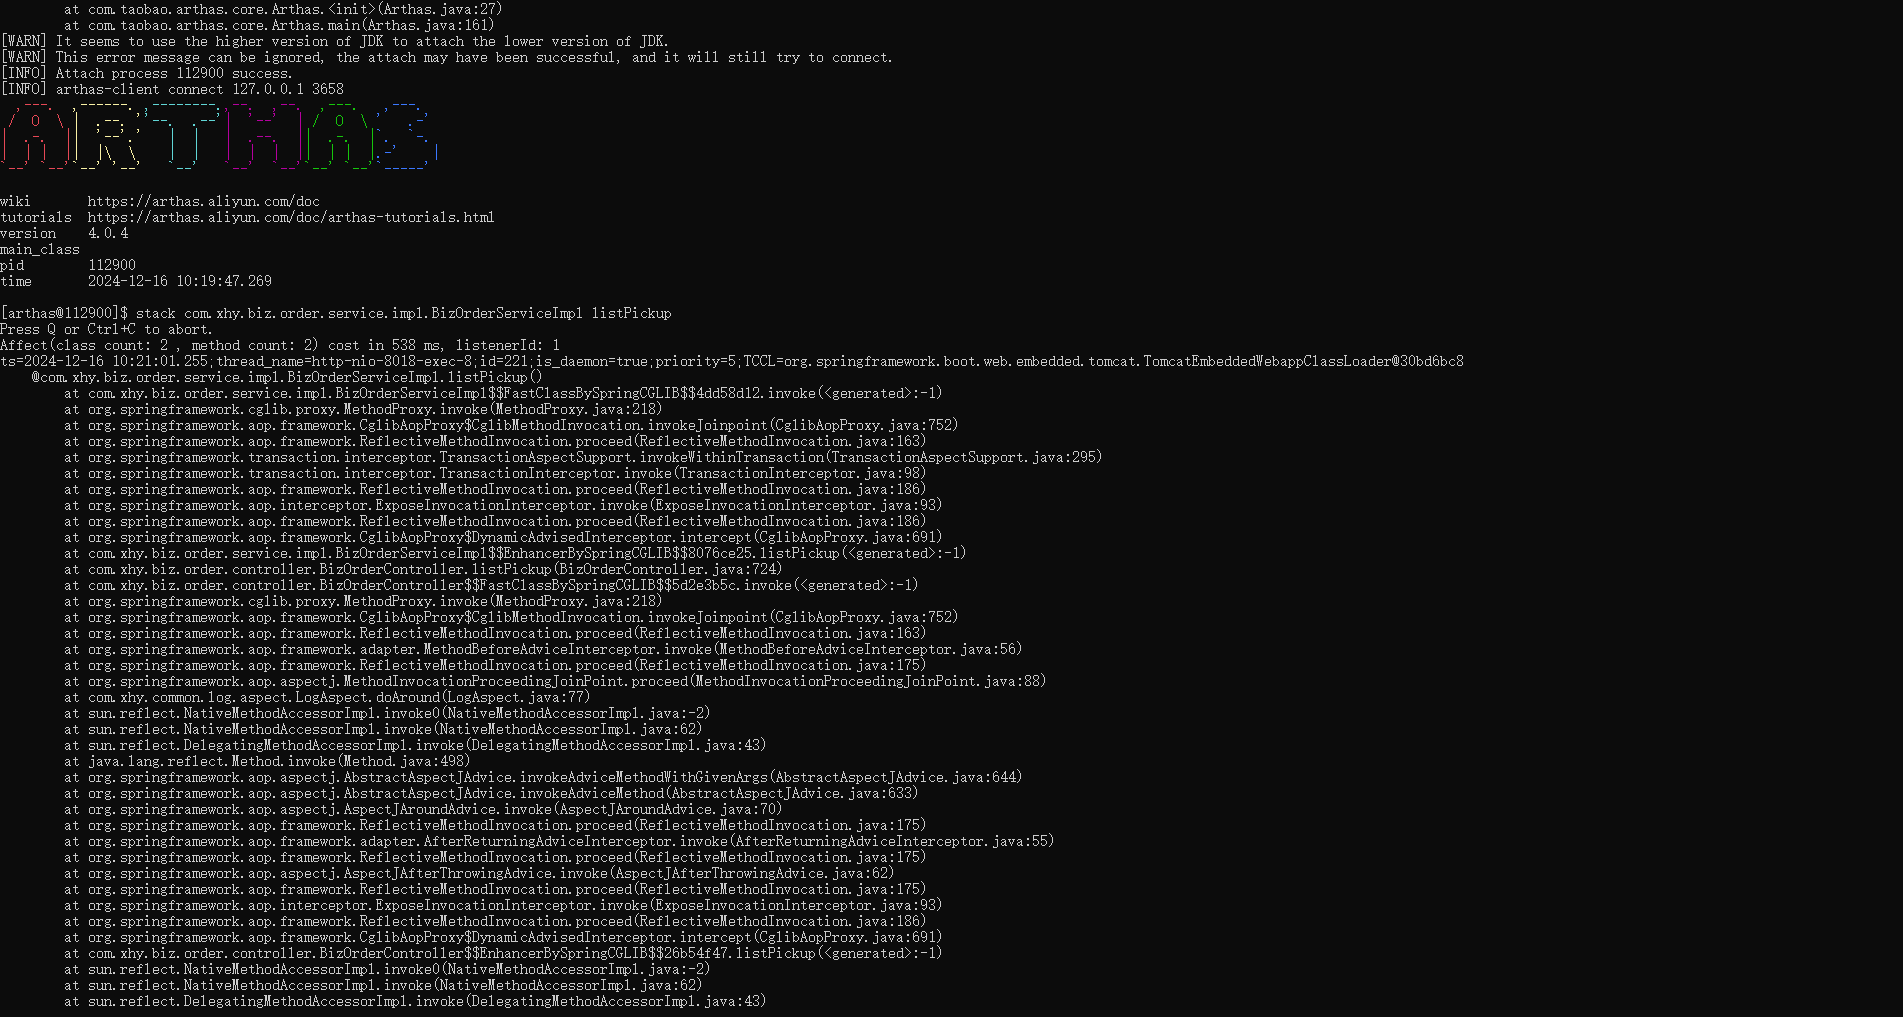 at com.taobao.arthas.core.Arthas.<init>(Arthas.java:27)
at com.taobao.arthas.core.Arthas.main(Arthas.java:161)
[WARN] It seems to use the higher version of JDK to attach the lower version of JDK.
[WARN] This error message can be ignored, the attach may have been successful, and it will still try to connect.
[INFO] Attach process 112900 success.
[INFO] arthas-client connect 127.0.0.1 3658
ARTHAS
wiki https://arthas.aliyun.com/doc
tutorials https://arthas.aliyun.com/doc/arthas-tutorials.html
version 4.0.4
main_class
pid 112900
time 2024-12-16 10:19:47.269
[arthas@112900]$ stack com.xhy.biz.order.service.impl.BizOrderServiceImpl listPickup
Press Q or Ctrl+C to abort.
Affect(class count: 2 , method count: 2) cost in 538 ms, listenerId: 1
ts=2024-12-16 10:21:01.255;thread_name=http-nio-8018-exec-8;id=221;is_daemon=true;priority=5;TCCL=org.springframework.boot.web.embedded.tomcat.TomcatEmbeddedWebappClassLoader@30bd6bc8
@com.xhy.biz.order.service.impl.BizOrderServiceImpl.listPickup()
at com.xhy.biz.order.service.impl.BizOrderServiceImpl$$FastClassBySpringCGLIB$$4dd58d12.invoke(<generated>:-1)
at org.springframework.cglib.proxy.MethodProxy.invoke(MethodProxy.java:218)
at org.springframework.aop.framework.CglibAopProxy$CglibMethodInvocation.invokeJoinpoint(CglibAopProxy.java:752)
at org.springframework.aop.framework.ReflectiveMethodInvocation.proceed(ReflectiveMethodInvocation.java:163)
at org.springframework.transaction.interceptor.TransactionAspectSupport.invokeWithinTransaction(TransactionAspectSupport.java:295)
at org.springframework.transaction.interceptor.TransactionInterceptor.invoke(TransactionInterceptor.java:98)
at org.springframework.aop.framework.ReflectiveMethodInvocation.proceed(ReflectiveMethodInvocation.java:186)
at org.springframework.aop.interceptor.ExposeInvocationInterceptor.invoke(ExposeInvocationInterceptor.java:93)
at org.springframework.aop.framework.ReflectiveMethodInvocation.proceed(ReflectiveMethodInvocation.java:186)
at org.springframework.aop.framework.CglibAopProxy$DynamicAdvisedInterceptor.intercept(CglibAopProxy.java:691)
at com.xhy.biz.order.service.impl.BizOrderServiceImpl$$EnhancerBySpringCGLIB$$8076ce25.listPickup(<generated>:-1)
at com.xhy.biz.order.controller.BizOrderController.listPickup(BizOrderController.java:724)
at com.xhy.biz.order.controller.BizOrderController$$FastClassBySpringCGLIB$$5d2e3b5c.invoke(<generated>:-1)
at org.springframework.cglib.proxy.MethodProxy.invoke(MethodProxy.java:218)
at org.springframework.aop.framework.CglibAopProxy$CglibMethodInvocation.invokeJoinpoint(CglibAopProxy.java:752)
at org.springframework.aop.framework.ReflectiveMethodInvocation.proceed(ReflectiveMethodInvocation.java:163)
at org.springframework.aop.framework.adapter.MethodBeforeAdviceInterceptor.invoke(MethodBeforeAdviceInterceptor.java:56)
at org.springframework.aop.framework.ReflectiveMethodInvocation.proceed(ReflectiveMethodInvocation.java:175)
at org.springframework.aop.aspectj.MethodInvocationProceedingJoinPoint.proceed(MethodInvocationProceedingJoinPoint.java:88)
at com.xhy.common.log.aspect.LogAspect.doAround(LogAspect.java:77)
at sun.reflect.NativeMethodAccessorImpl.invoke0(NativeMethodAccessorImpl.java:-2)
at sun.reflect.NativeMethodAccessorImpl.invoke(NativeMethodAccessorImpl.java:62)
at sun.reflect.DelegatingMethodAccessorImpl.invoke(DelegatingMethodAccessorImpl.java:43)
at java.lang.reflect.Method.invoke(Method.java:498)
at org.springframework.aop.aspectj.AbstractAspectJAdvice.invokeAdviceMethodWithGivenArgs(AbstractAspectJAdvice.java:644)
at org.springframework.aop.aspectj.AbstractAspectJAdvice.invokeAdviceMethod(AbstractAspectJAdvice.java:633)
at org.springframework.aop.aspectj.AspectJAroundAdvice.invoke(AspectJAroundAdvice.java:70)
at org.springframework.aop.framework.ReflectiveMethodInvocation.proceed(ReflectiveMethodInvocation.java:175)
at org.springframework.aop.framework.adapter.AfterReturningAdviceInterceptor.invoke(AfterReturningAdviceInterceptor.java:55)
at org.springframework.aop.framework.ReflectiveMethodInvocation.proceed(ReflectiveMethodInvocation.java:175)
at org.springframework.aop.aspectj.AspectJAfterThrowingAdvice.invoke(AspectJAfterThrowingAdvice.java:62)
at org.springframework.aop.framework.ReflectiveMethodInvocation.proceed(ReflectiveMethodInvocation.java:175)
at org.springframework.aop.interceptor.ExposeInvocationInterceptor.invoke(ExposeInvocationInterceptor.java:93)
at org.springframework.aop.framework.ReflectiveMethodInvocation.proceed(ReflectiveMethodInvocation.java:186)
at org.springframework.aop.framework.CglibAopProxy$DynamicAdvisedInterceptor.intercept(CglibAopProxy.java:691)
at com.xhy.biz.order.controller.BizOrderController$$EnhancerBySpringCGLIB$$26b54f47.listPickup(<generated>:-1)
at sun.reflect.NativeMethodAccessorImpl.invoke0(NativeMethodAccessorImpl.java:-2)
at sun.reflect.NativeMethodAccessorImpl.invoke(NativeMethodAccessorImpl.java:62)
at sun.reflect.DelegatingMethodAccessorImpl.invoke(DelegatingMethodAccessorImpl.java:43)